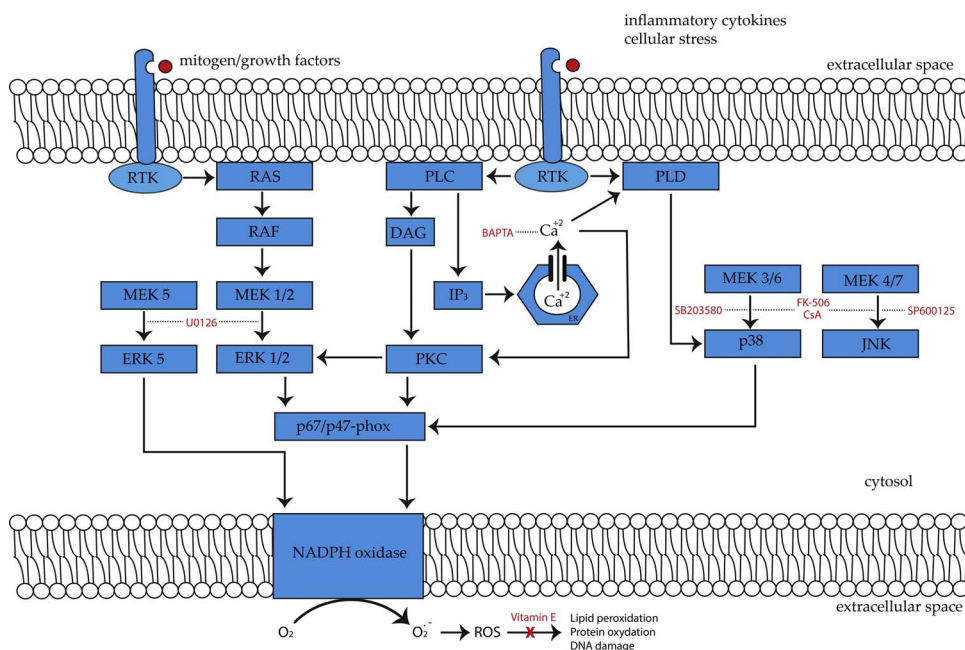 inflammatory cytokines
cellular stress
mitogen/growth factors
extracellular space
RTK
RAS
PLC
RTK
PLD
RAF
DAG
BAPTA
Ca+2
MEK 5
MEK 1/2
IP3
Ca+2
ER
MEK 3/6
MEK 4/7
U0126
SB203580
FK-506
CsA
SP600125
ERK 5
ERK 1/2
PKC
p38
JNK
p67/p47-phox
cytosol
NADPH oxidase
extracellular space
O2
O2·-
ROS
Vitamin E
X
Lipid peroxidation
Protein oxydation
DNA damage